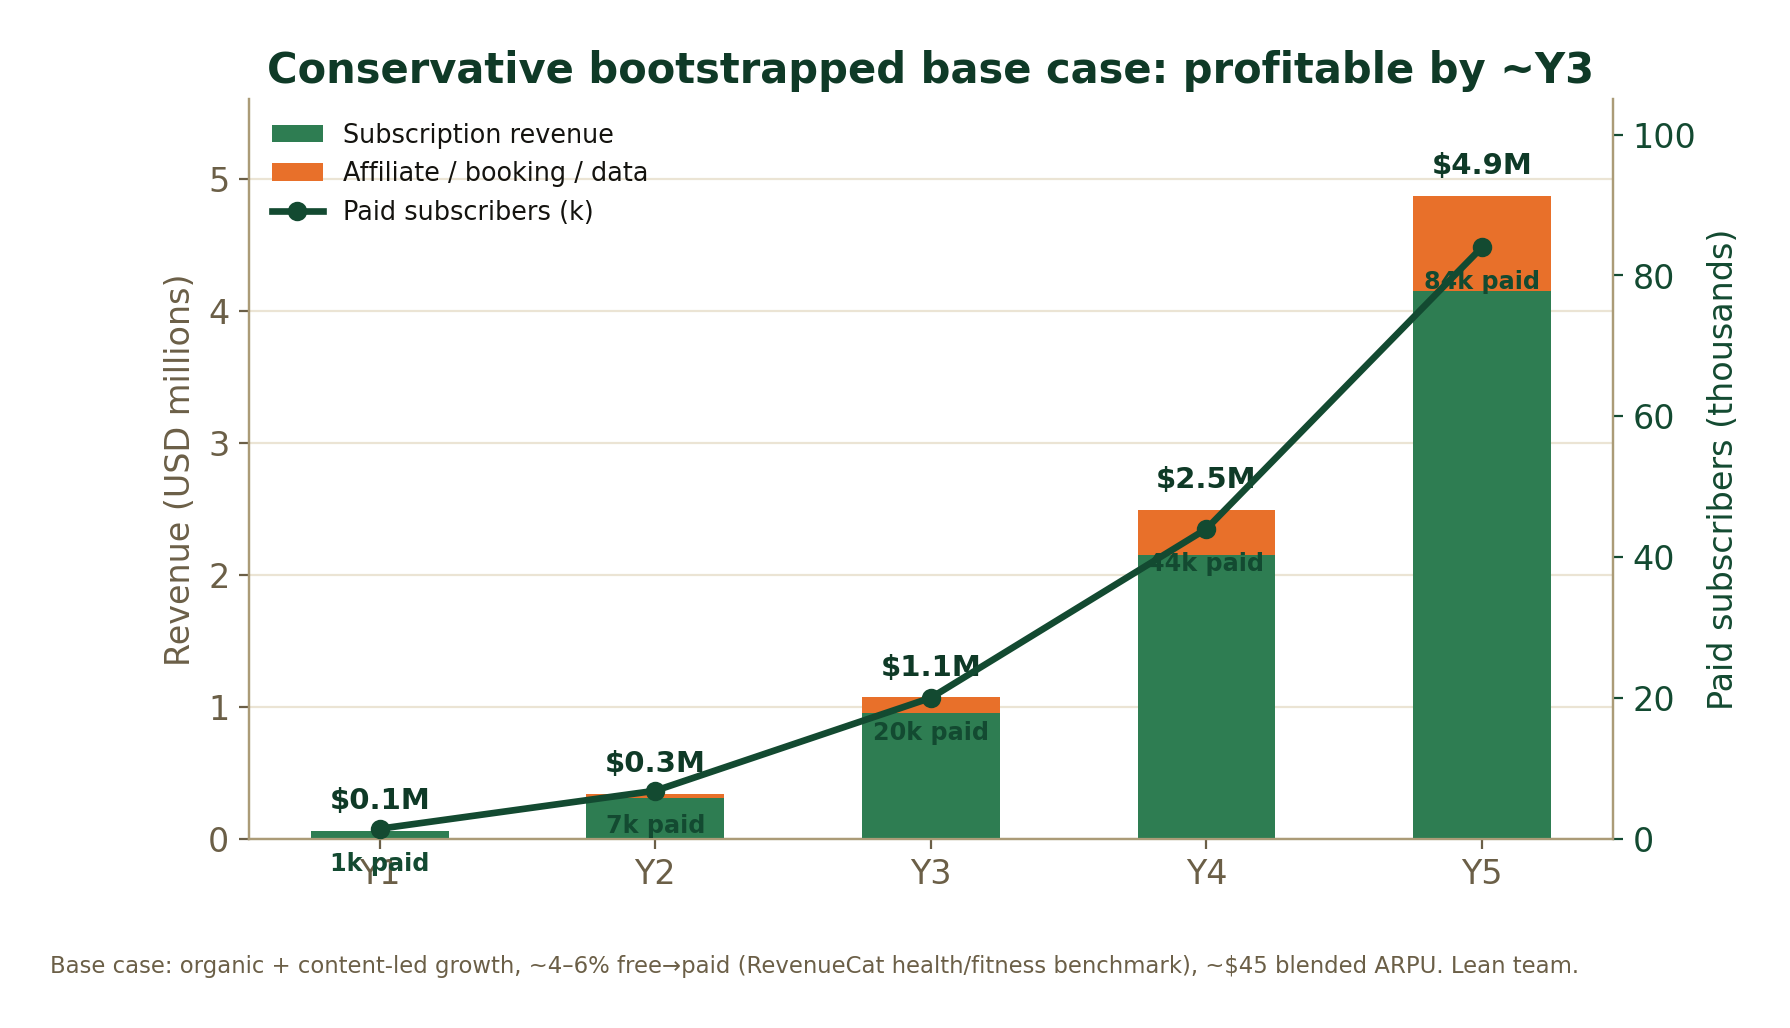 Conservative bootstrapped base case: profitable by ~Y3
Subscription revenue
Affiliate / booking / data
Paid subscribers (k)
Revenue (USD millions)
5
4
3
2
1
0
100
80
60
40
20
0
Paid subscribers (thousands)
$0.1M
$0.3M
$1.1M
$2.5M
$4.9M
1k paid
7k paid
20k paid
44k paid
84k paid
Y1
Y2
Y3
Y4
Y5
Base case: organic + content-led growth, ~4–6% free→paid (RevenueCat health/fitness benchmark), ~$45 blended ARPU. Lean team.